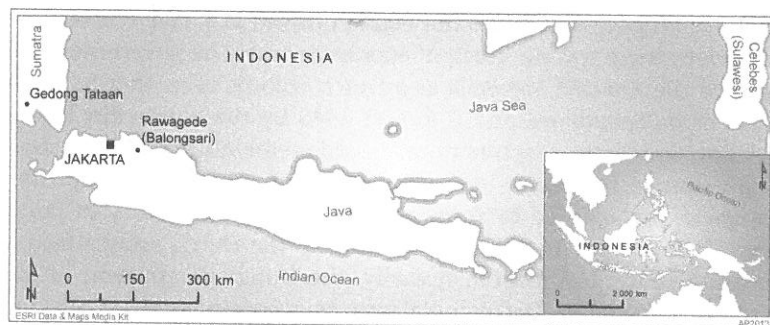 Sumatra
INDONESIA
Celebes
(Sulawesi)
Gedong Tataan
Java Sea
Rawagede
(Balongsari)
JAKARTA
Java
Pacific Ocean
INDONESIA
Indian Ocean
N
0 150 300 km
N
0 2 000 km
ESRI Data & Maps Media Kit
AP2013